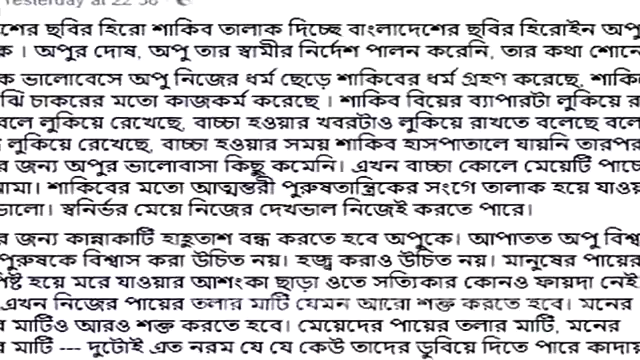 Yesterday at 22:58
শের ছবির হিরো শাকিব তালাক দিচ্ছে বাংলাদেশের ছবির হিরোইন অপু
ক । অপুর দোষ, অপু তার স্বামীর নির্দেশ পালন করেনি, তার কথা শোনে
ক ভালোবেসে অপু নিজের ধর্ম ছেড়ে শাকিবের ধর্ম গ্রহণ করেছে, শাকি
ঝি চাকরের মতো কাজকর্ম করেছে । শাকিব বিয়ের ব্যাপারটা লুকিয়ে র
বলে লুকিয়ে রেখেছে, বাচ্চা হওয়ার খবরটাও লুকিয়ে রাখতে বলেছে বলে
লুকিয়ে রেখেছে, বাচ্চা হওয়ার সময় শাকিব হাসপাতালে যায়নি তারপর
র জন্য অপুর ভালোবাসা কিছু কমেনি। এখন বাচ্চা কোলে মেয়েটি পাচ্ছে
ামা। শাকিবের মতো আত্মম্ভরী পুরুষতান্ত্রিকের সংগে তালাক হয়ে যাওয়
ভালো। স্বনির্ভর মেয়ে নিজের দেখভাল নিজেই করতে পারে।
র জন্য কান্নাকাটি হাহুতাশ বন্ধ করতে হবে অপুকে। আপাতত অপু বিশ্ব
পুরুষকে বিশ্বাস করা উচিত নয়। হজ্ব করাও উচিত নয়। মানুষের পায়ের
িষ্ট হয়ে মরে যাওয়ার আশংকা ছাড়া ওতে সত্যিকার কোনও ফায়দা নেই
এখন নিজের পায়ের তলার মাটি যেমন আরো শক্ত করতে হবে। মনের
র মাটিও আরও শক্ত করতে হবে। মেয়েদের পায়ের তলার মাটি, মনের
র মাটি --- দুটোই এত নরম যে যে কেউ তাদের ডুবিয়ে দিতে পারে কাদায়